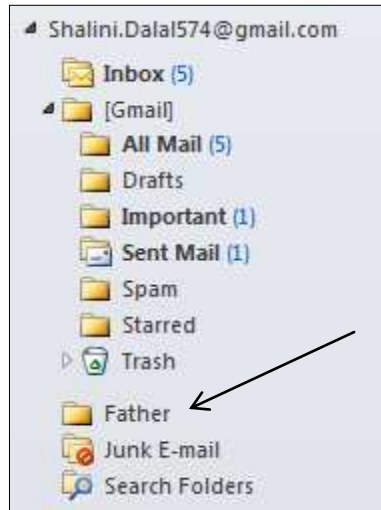 Shalini.Dalal574@gmail.com
Inbox (5)
[Gmail]
All Mail (5)
Drafts
Important (1)
Sent Mail (1)
Spam
Starred
Trash
Father
Junk E-mail
Search Folders